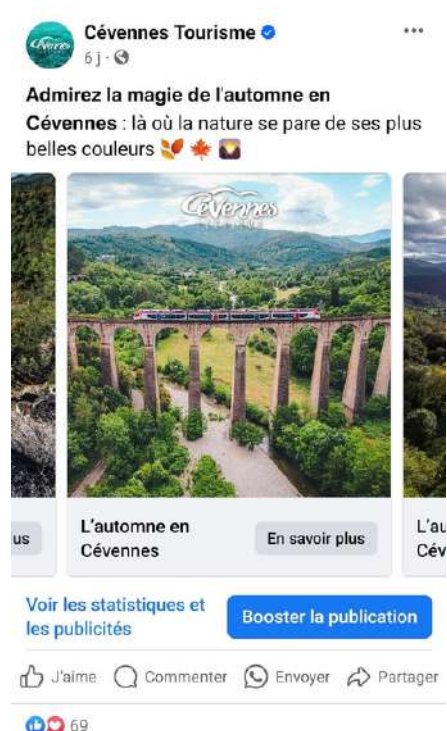 Cévennes Tourisme
6 j
Admirez la magie de l'automne en
Cévennes : là où la nature se pare de ses plus
belles couleurs 🍂 🍁 🌄
Cévennes
us
L'automne en
Cévennes
En savoir plus
L'au
Cév
Voir les statistiques et
les publicités
Booster la publication
J'aime
Commenter
Envoyer
Partager
69